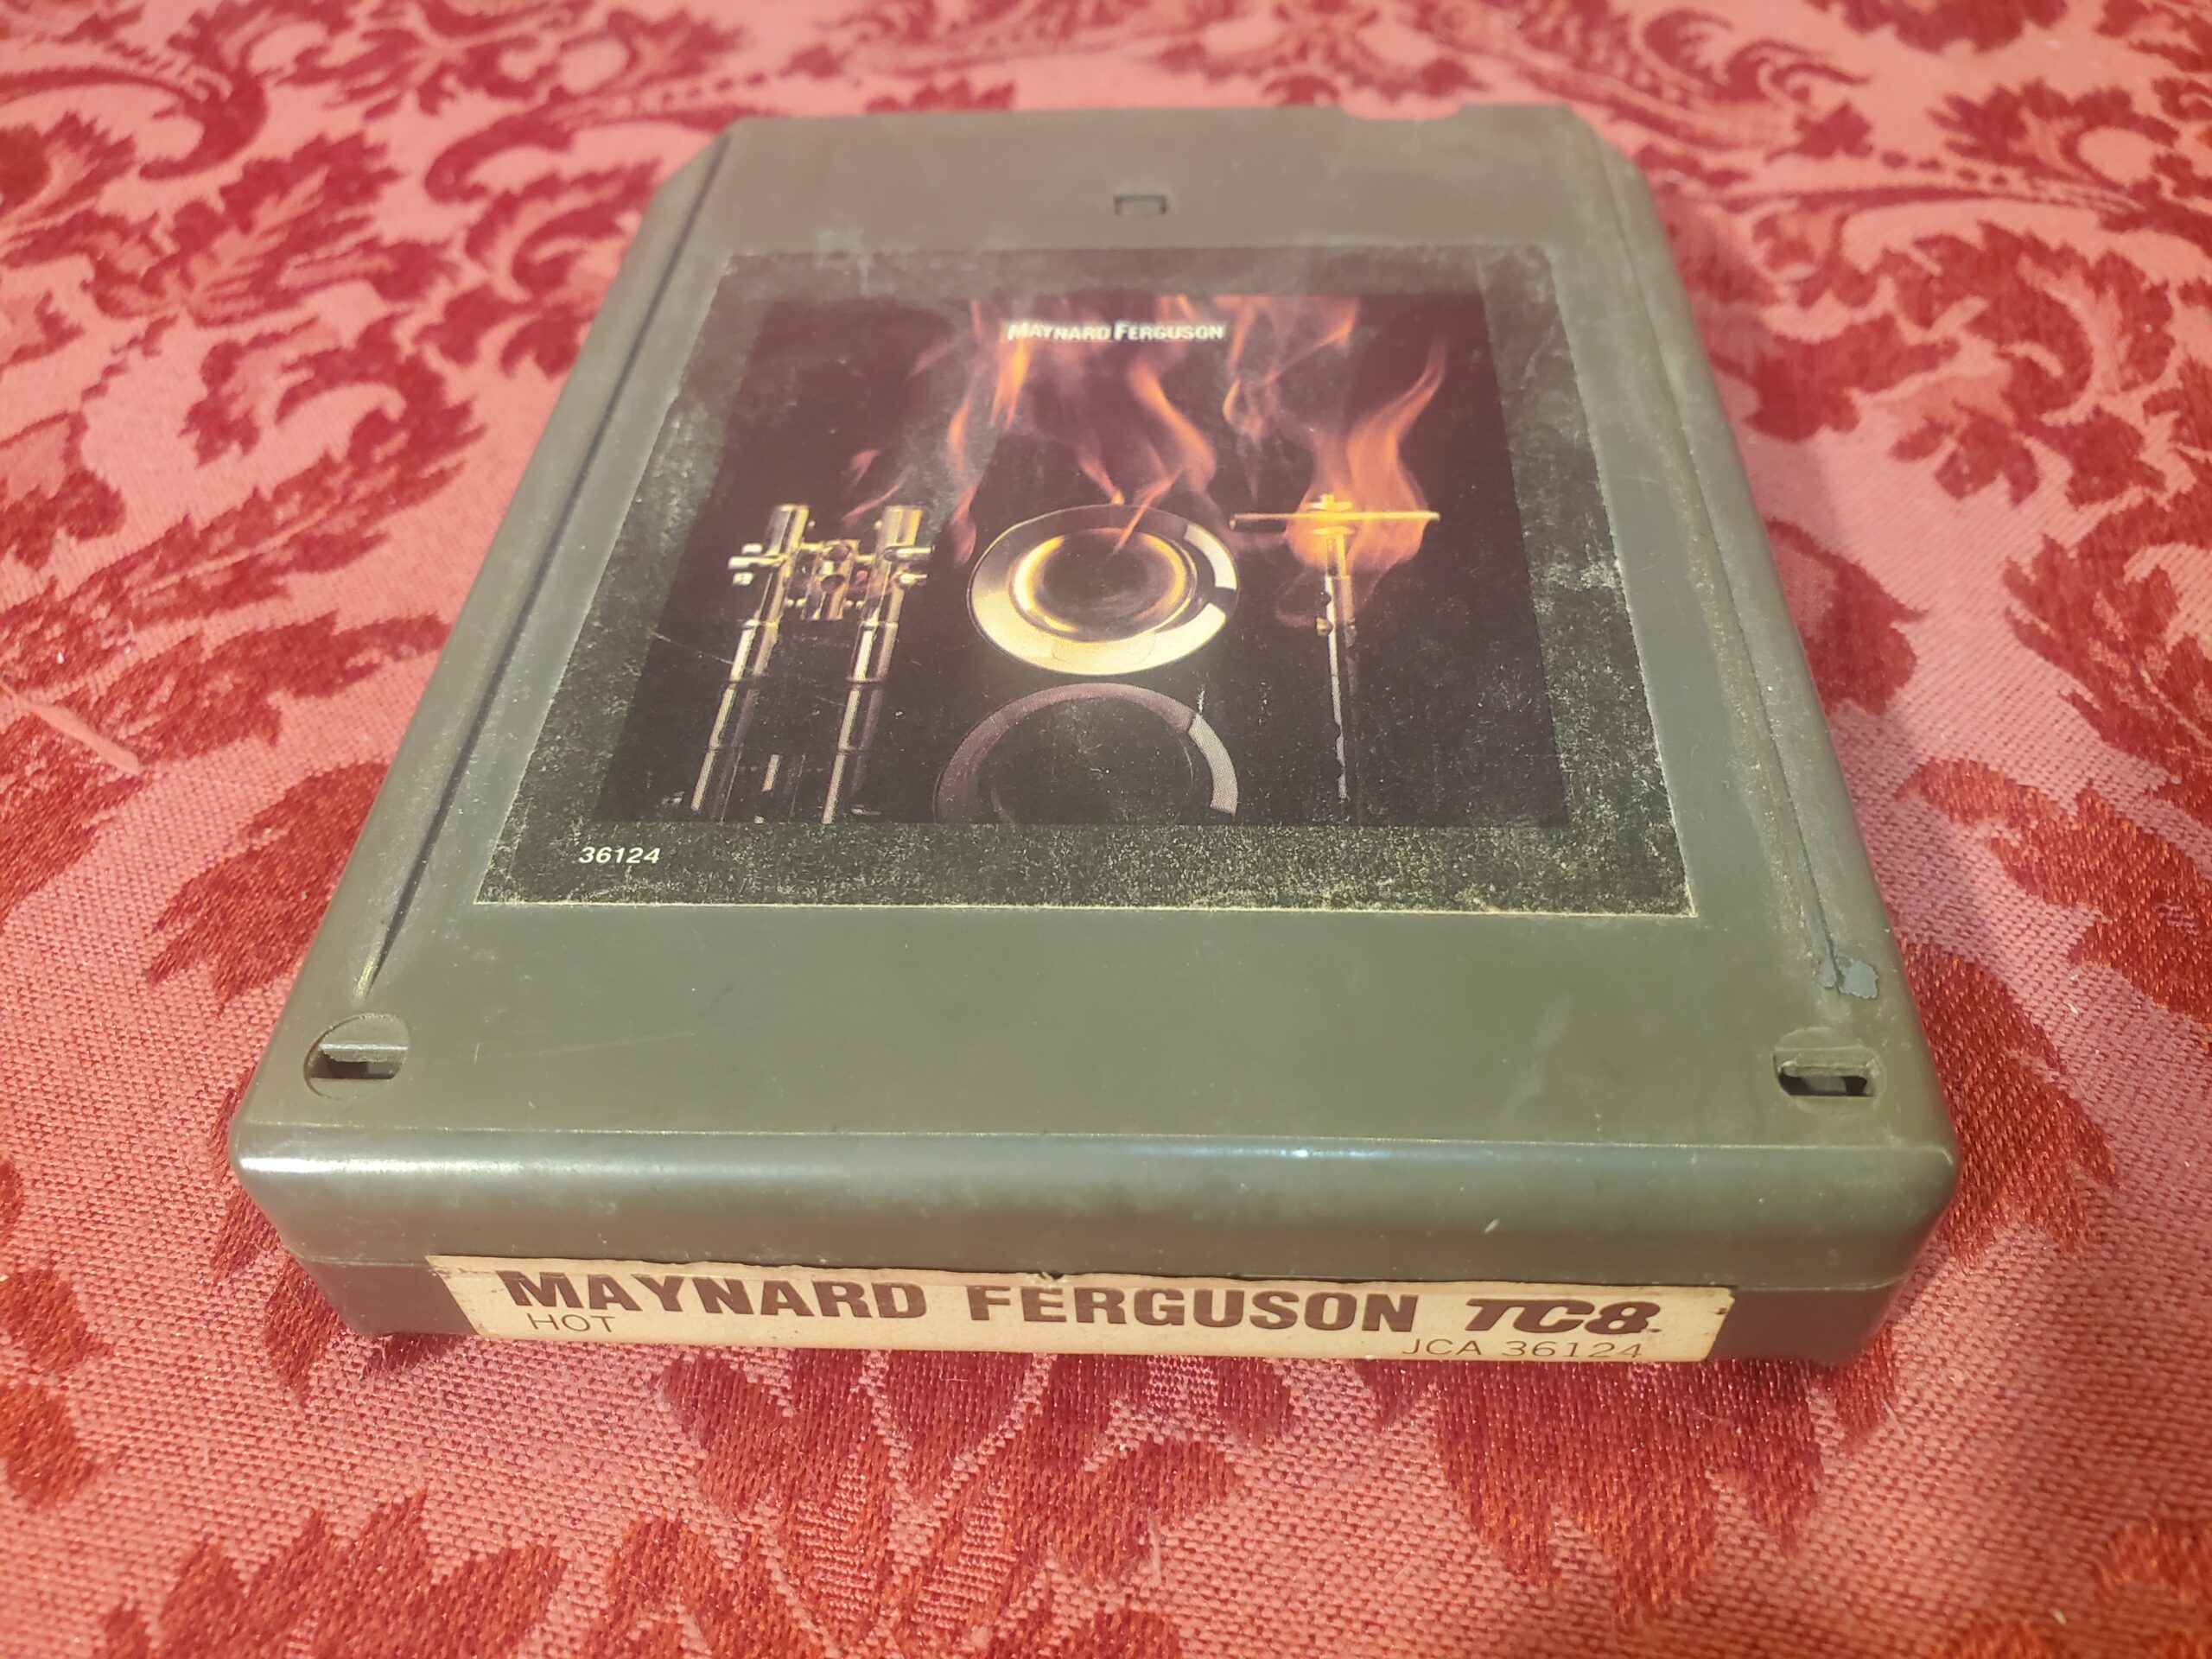 MAYNARD FERGUSON
36124
MAYNARD FERGUSON TC8
HOT
JCA 36124